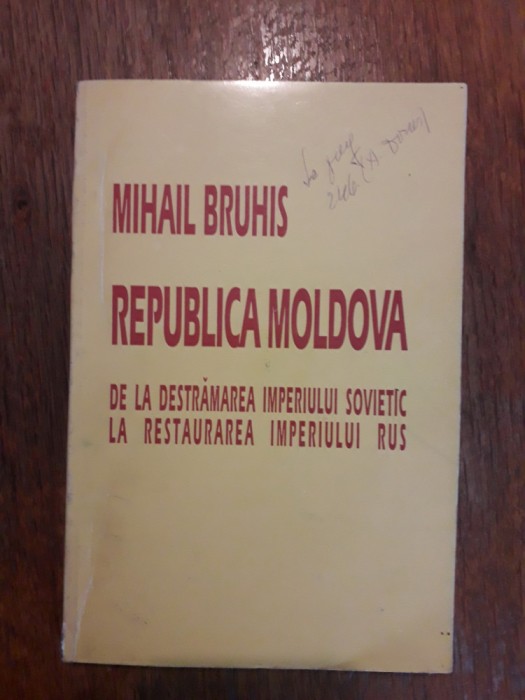 MIHAIL BRUHIS
REPUBLICA MOLDOVA
DE LA DESTRĂMAREA IMPERIULUI SOVIETIC
LA RESTAURAREA IMPERIULUI RUS